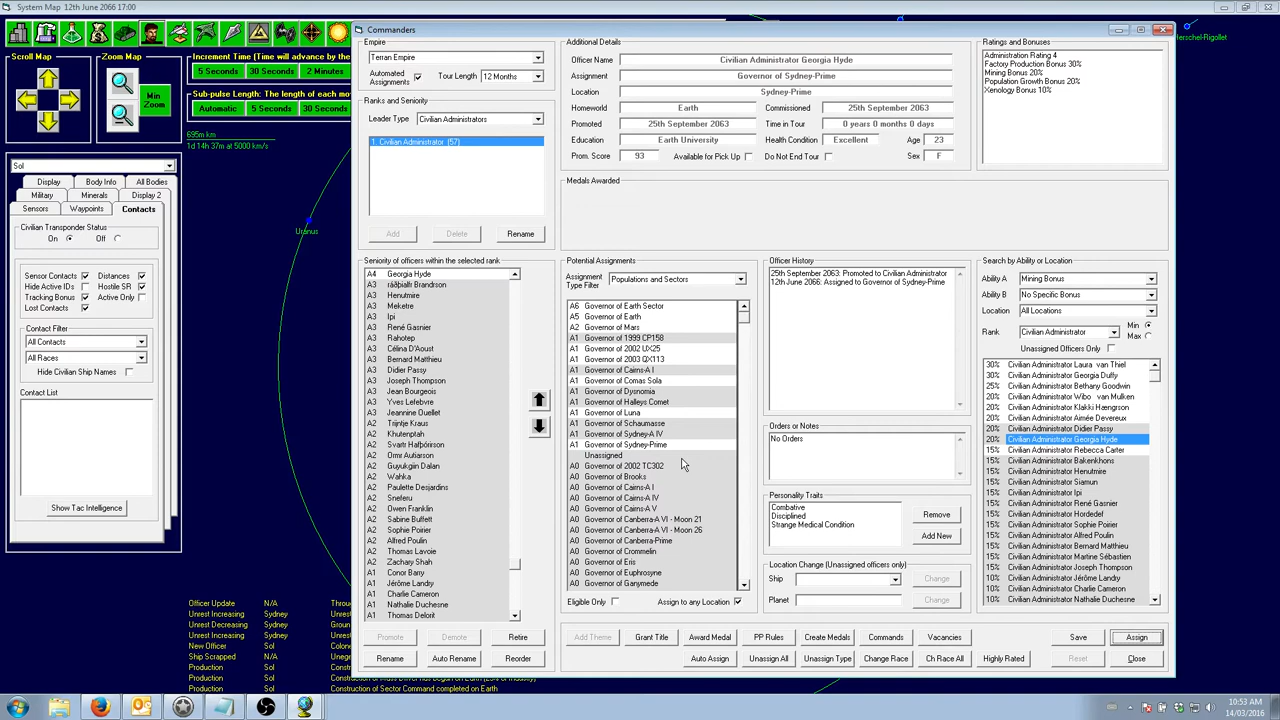 System Map 12th June 2066 17:00
Scroll Map
Zoom Map
Min
Zoom
Increment Time (Time will advance by the
5 Seconds
30 Seconds
2 Minutes
Sub-pulse Length: The length of each mo
Automatic
5 Seconds
30 Seconds
695m km
1d 14h 37m at 5000 km/s
Herschel-Rigollet
Uranus
Sol
Display
Body Info
All Bodies
Military
Minerals
Display 2
Sensors
Waypoints
Contacts
Civilian Transponder Status
On
Off
Sensor Contacts
Distances
Hide Active IDs
Hostile SR
Tracking Bonus
Active Only
Lost Contacts
Contact Filter
All Contacts
All Races
Hide Civilian Ship Names
Contact List
Show Tac Intelligence
Officer Update N/A Throu
Unrest Increasing Sydney Grour
Unrest Decreasing Sydney Grour
Unrest Increasing Sydney
New Officer Sol Colone
Ship Scrapped N/A Unege
Production Sol
Production Sol Construction of Sector Command completed on Earth
Production Sol
Commanders
Empire
Terran Empire
Automated
Assignments
Tour Length
12 Months
Ranks and Seniority
Leader Type
Civilian Administrators
1. Civilian Administrator (57)
Add
Delete
Rename
Seniority of officers within the selected rank
A4 Georgia Hyde
A3 ráðþjalfr Brandson
A3 Henutmire
A3 Meketre
A3 Ipi
A3 René Gasnier
A3 Rahotep
A3 Célina D'Aoust
A3 Bernard Matthieu
A3 Didier Passy
A3 Joseph Thompson
A3 Jean Bourgeois
A3 Yves Lefebvre
A3 Jeannine Ouellet
A2 Trijntje Kraus
A2 Khutenptah
A2 Svartr Hafþórinson
A2 Ormr Autiarson
A2 Guyukgiin Dalan
A2 Wahka
A2 Paulette Desjardins
A2 Sneferu
A2 Owen Franklin
A2 Sabine Buffett
A2 Sophie Poirier
A2 Alfred Poulin
A2 Thomas Lavoie
A2 Zachary Shah
A1 Conor Barry
A1 Jérôme Landry
A1 Charlie Cameron
A1 Nathalie Duchesne
A1 Thomas Delorit
Promote
Demote
Retire
Rename
Auto Rename
Reorder
Additional Details
Officer Name
Civilian Administrator Georgia Hyde
Assignment
Governor of Sydney-Prime
Location
Sydney-Prime
Homeworld
Earth
Commissioned
25th September 2063
Promoted
25th September 2063
Time in Tour
0 years 0 months 0 days
Education
Earth University
Health Condition
Excellent
Age
23
Prom. Score
93
Available for Pick Up
Do Not End Tour
Sex
F
Medals Awarded
Ratings and Bonuses
Administration Rating 4
Factory Production Bonus 30%
Mining Bonus 20%
Population Growth Bonus 20%
Xenology Bonus 10%
Potential Assignments
Assignment
Type Filter
Populations and Sectors
A6 Governor of Earth Sector
A5 Governor of Earth
A2 Governor of Mars
A1 Governor of 1999 CP158
A1 Governor of 2002 UX25
A1 Governor of 2003 QX113
A1 Governor of Cairns-A I
A1 Governor of Comas Sola
A1 Governor of Dysnomia
A1 Governor of Halleys Comet
A1 Governor of Luna
A1 Governor of Schaumasse
A1 Governor of Sydney-A IV
A1 Governor of Sydney-Prime
Unassigned
A0 Governor of 2002 TC302
A0 Governor of Brooks
A0 Governor of Cairns-A I
A0 Governor of Cairns-A IV
A0 Governor of Cairns-A V
A0 Governor of Canberra-A VI - Moon 21
A0 Governor of Canberra-A VI - Moon 26
A0 Governor of Canberra-Prime
A0 Governor of Crommelin
A0 Governor of Eris
A0 Governor of Euphrosyne
A0 Governor of Ganymede
Eligible Only
Assign to any Location
Officer History
25th September 2063: Promoted to Civilian Administrator
12th June 2066: Assigned to Governor of Sydney-Prime
Orders or Notes
No Orders
Personality Traits
Combative
Disciplined
Strange Medical Condition
Remove
Add New
Location Change (Unassigned officers only)
Ship
Change
Planet
Change
Search by Ability or Location
Ability A
Mining Bonus
Ability B
No Specific Bonus
Location
All Locations
Rank
Civilian Administrator
Min
Max
Unassigned Officers Only
30% Civilian Administrator Laura van Thiel
30% Civilian Administrator Georgia Duffy
25% Civilian Administrator Bethany Goodwin
20% Civilian Administrator Wibo van Mulken
20% Civilian Administrator Klakki Hængrson
20% Civilian Administrator Aimée Devereux
20% Civilian Administrator Didier Passy
20% Civilian Administrator Georgia Hyde
15% Civilian Administrator Rebecca Carter
15% Civilian Administrator Bakenkhons
15% Civilian Administrator Henutmire
15% Civilian Administrator Siamun
15% Civilian Administrator Ipi
15% Civilian Administrator René Gasnier
15% Civilian Administrator Hordedef
15% Civilian Administrator Sophie Poirier
15% Civilian Administrator Alfred Poulin
15% Civilian Administrator Bernard Matthieu
15% Civilian Administrator Martine Sébastien
15% Civilian Administrator Joseph Thompson
10% Civilian Administrator Jérôme Landry
10% Civilian Administrator Charlie Cameron
10% Civilian Administrator Nathalie Duchesne
Add Theme
Grant Title
Award Medal
PP Rules
Create Medals
Commands
Vacancies
Save
Assign
Auto Assign
Unassign All
Unassign Type
Change Race
Ch Race All
Highly Rated
Reset
Close
10:53 AM
14/03/2016